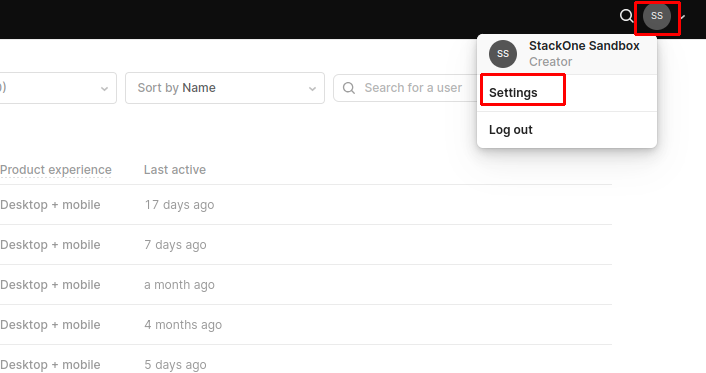 SS
SS
StackOne Sandbox
Creator
Settings
Log out
)
Sort by Name
Search for a user
Product experience
Last active
Desktop + mobile
17 days ago
Desktop + mobile
7 days ago
Desktop + mobile
a month ago
Desktop + mobile
4 months ago
Desktop + mobile
5 days ago